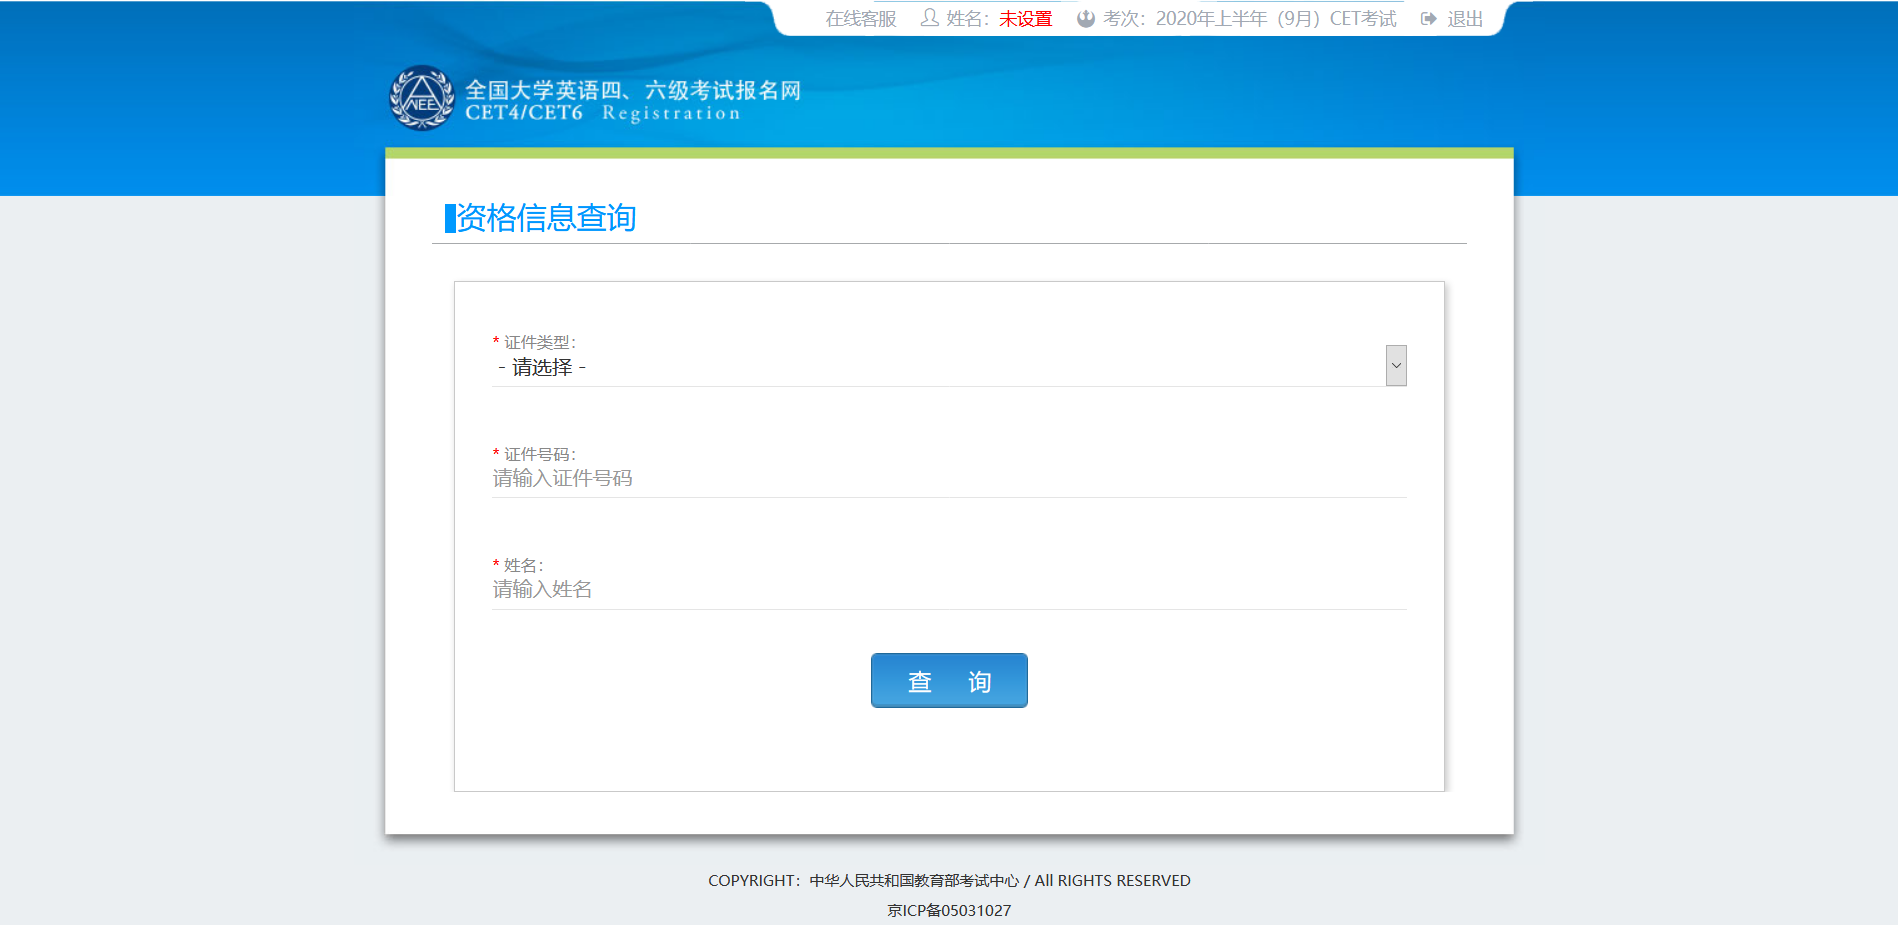 在线客服 姓名：未设置 考次：2020年上半年（9月）CET考试 退出
全国大学英语四、六级考试报名网
NEEA
CET4/CET6 Registration
资格信息查询
* 证件类型：
- 请选择 -
* 证件号码：
请输入证件号码
* 姓名：
请输入姓名
查 询
COPYRIGHT：中华人民共和国教育部考试中心 / All RIGHTS RESERVED
京ICP备05031027